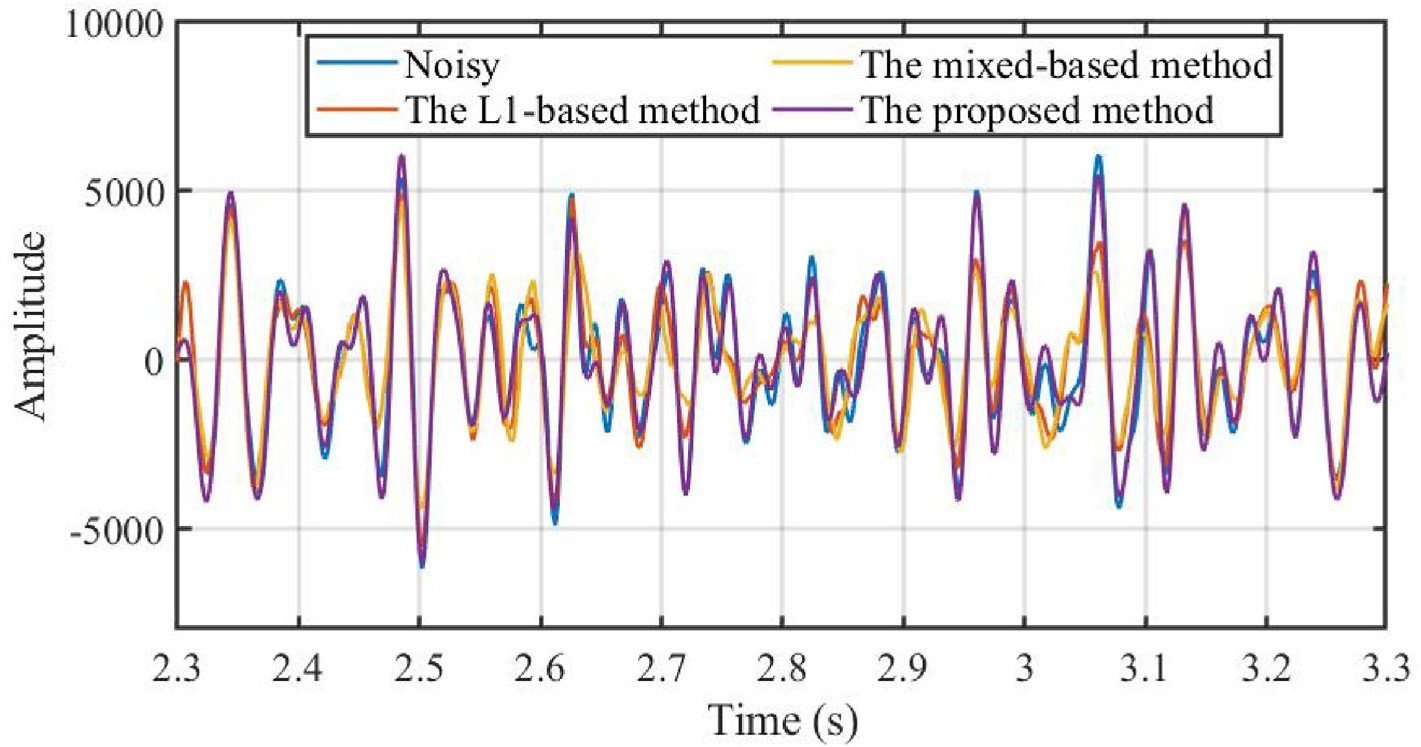 10000
Noisy
The mixed-based method
The L1-based method
The proposed method
5000
0
-5000
Amplitude
2.3 2.4 2.5 2.6 2.7 2.8 2.9 3 3.1 3.2 3.3
Time (s)